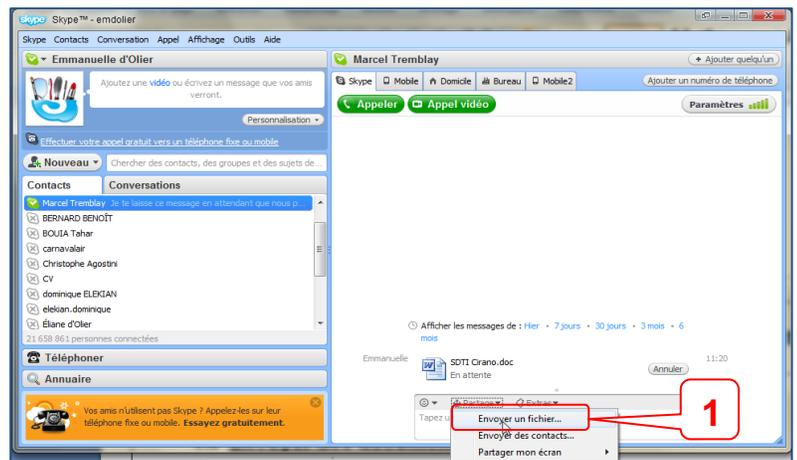 Skype™ - emdolier
Skype Contacts Conversation Appel Affichage Outils Aide
Emmanuelle d'Olier
Ajoutez une vidéo ou écrivez un message que vos amis
verront.
Personnalisation
Effectuer votre appel gratuit vers un téléphone fixe ou mobile
Nouveau
Chercher des contacts, des groupes et des sujets de...
Contacts
Conversations
Marcel Tremblay Je te laisse ce message en attendant que nous p...
BERNARD BENOÎT
BOUIA Tahar
carnavalair
Christophe Agostini
CV
dominique ELEKIAN
elekian.dominique
Éliane d'Olier
21 658 861 personnes connectées
Téléphoner
Annuaire
Vos amis n'utilisent pas Skype ? Appelez-les sur leur
téléphone fixe ou mobile. Essayez gratuitement.
Marcel Tremblay
+ Ajouter quelqu'un
Skype Mobile Domicile Bureau Mobile2
Ajouter un numéro de téléphone
Appeler
Appel vidéo
Paramètres
Afficher les messages de : Hier • 7 jours • 30 jours • 3 mois • 6
mois
Emmanuelle
SDTI Cirano.doc
En attente
Annuler
11:20
Partage
Extras
Tapez u
Envoyer un fichier...
Envoyer des contacts...
Partager mon écran
1